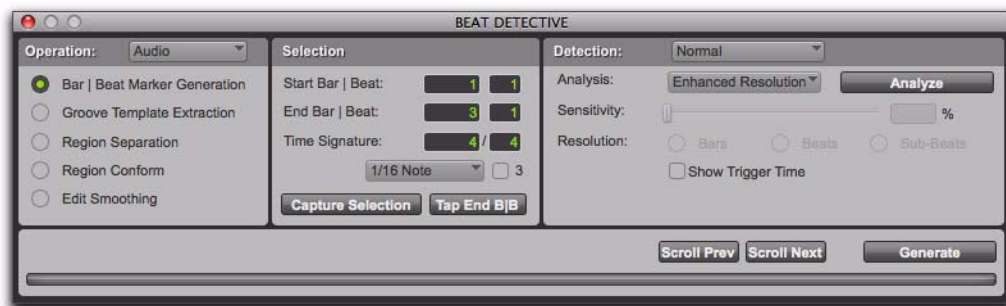 BEAT DETECTIVE
Operation: Audio
Bar | Beat Marker Generation
Groove Template Extraction
Region Separation
Region Conform
Edit Smoothing
Selection
Start Bar | Beat: 1 1
End Bar | Beat: 3 1
Time Signature: 4 / 4
1/16 Note 3
Capture Selection Tap End B|B
Detection: Normal
Analysis: Enhanced Resolution Analyze
Sensitivity: %
Resolution: Bars Beats Sub-Beats
Show Trigger Time
Scroll Prev Scroll Next Generate